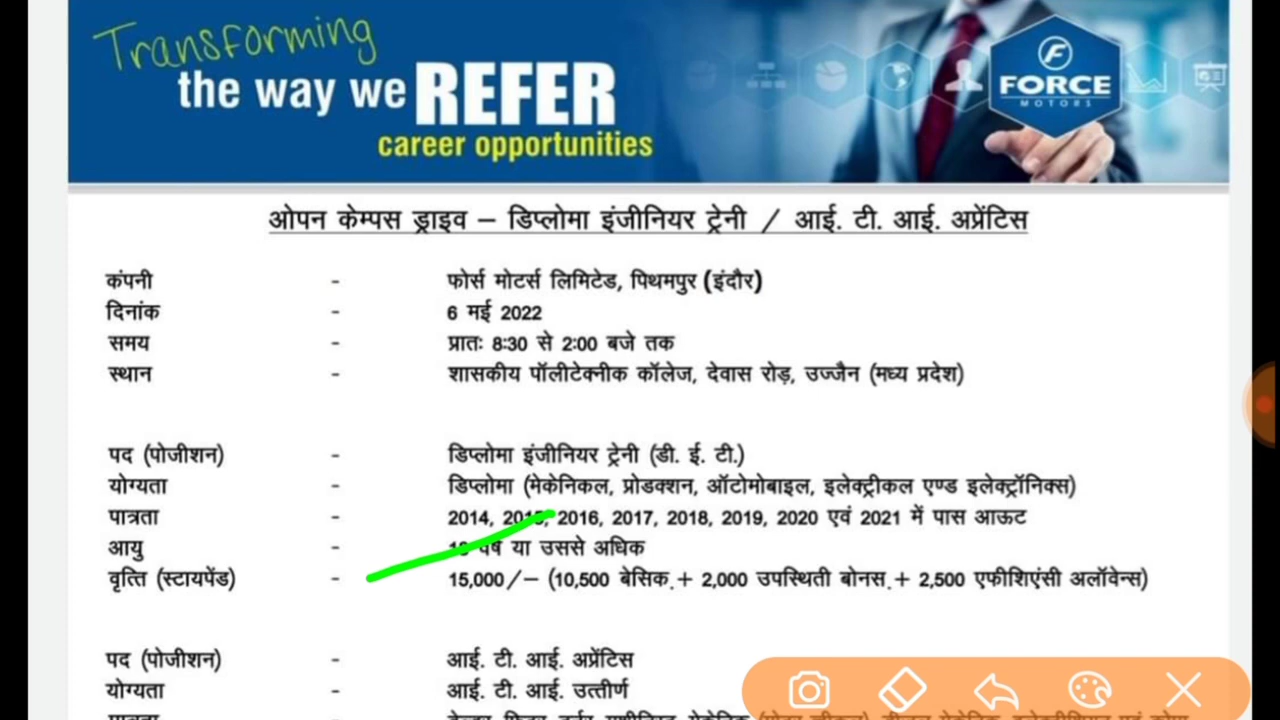 Transforming
the way we REFER
career opportunities
FORCE
MOTORS
ओपन केम्पस ड्राइव – डिप्लोमा इंजीनियर ट्रेनी / आई. टी. आई. अप्रेंटिस
कंपनी - फोर्स मोटर्स लिमिटेड, पिथमपुर (इंदौर)
दिनांक - 6 मई 2022
समय - प्रातः 8:30 से 2:00 बजे तक
स्थान - शासकीय पॉलीटेक्नीक कॉलेज, देवास रोड़, उज्जैन (मध्य प्रदेश)
पद (पोजीशन) - डिप्लोमा इंजीनियर ट्रेनी (डी. ई. टी.)
योग्यता - डिप्लोमा (मेकेनिकल, प्रोडक्शन, ऑटोमोबाइल, इलेक्ट्रीकल एण्ड इलेक्ट्रॉनिक्स)
पात्रता - 2014, 2015, 2016, 2017, 2018, 2019, 2020 एवं 2021 में पास आऊट
आयु - वर्ष या उससे अधिक
वृत्ति (स्टायपेंड) - 15,000/– (10,500 बेसिक.+ 2,000 उपस्थिती बोनस.+ 2,500 एफीशिएंसी अलॉवेन्स)
पद (पोजीशन) - आई. टी. आई. अप्रेंटिस
योग्यता - आई. टी. आई. उत्तीर्ण